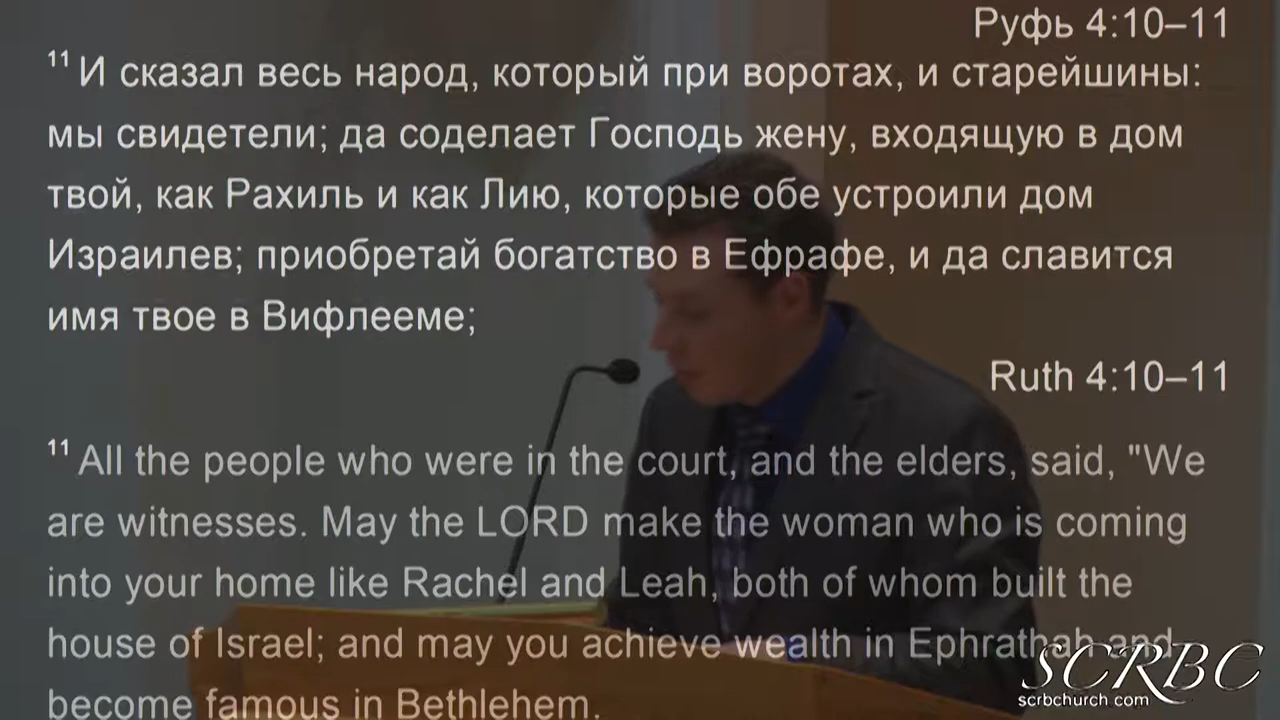 Руфь 4:10–11
11 И сказал весь народ, который при воротах, и старейшины:
мы свидетели; да соделает Господь жену, входящую в дом
твой, как Рахиль и как Лию, которые обе устроили дом
Израилев; приобретай богатство в Ефрафе, и да славится
имя твое в Вифлееме;
Ruth 4:10–11
11 All the people who were in the court, and the elders, said, "We
are witnesses. May the LORD make the woman who is coming
into your home like Rachel and Leah, both of whom built the
house of Israel; and may you achieve wealth in Ephrathah and
become famous in Bethlehem.
SCRBC
scrbchurch.com